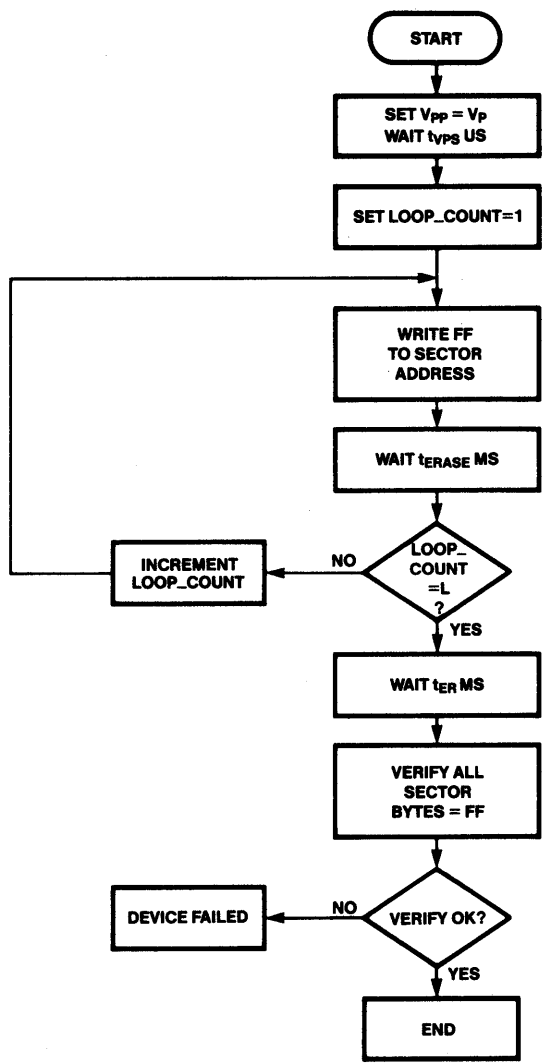 START
SET VPP = VP
WAIT tVPS US
SET LOOP_COUNT=1
WRITE FF
TO SECTOR
ADDRESS
WAIT tERASE MS
LOOP_
COUNT
=L
?
NO
INCREMENT
LOOP_COUNT
YES
WAIT tER MS
VERIFY ALL
SECTOR
BYTES = FF
VERIFY OK?
NO
DEVICE FAILED
YES
END